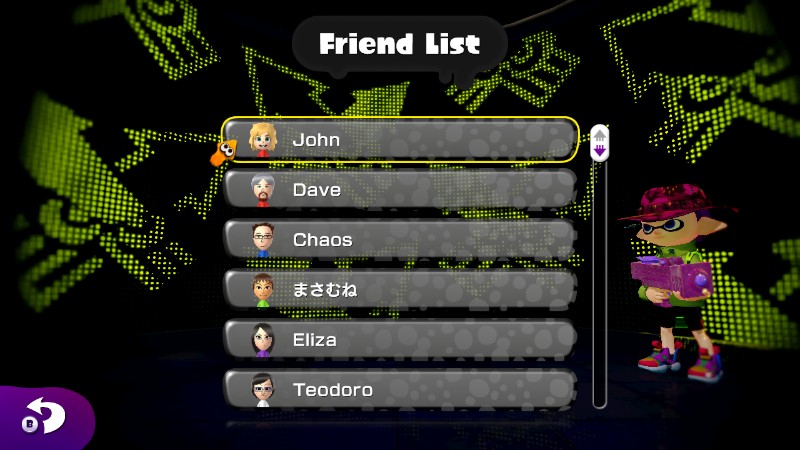 Friend List
John
Dave
Chaos
まさむね
Eliza
Teodoro
B